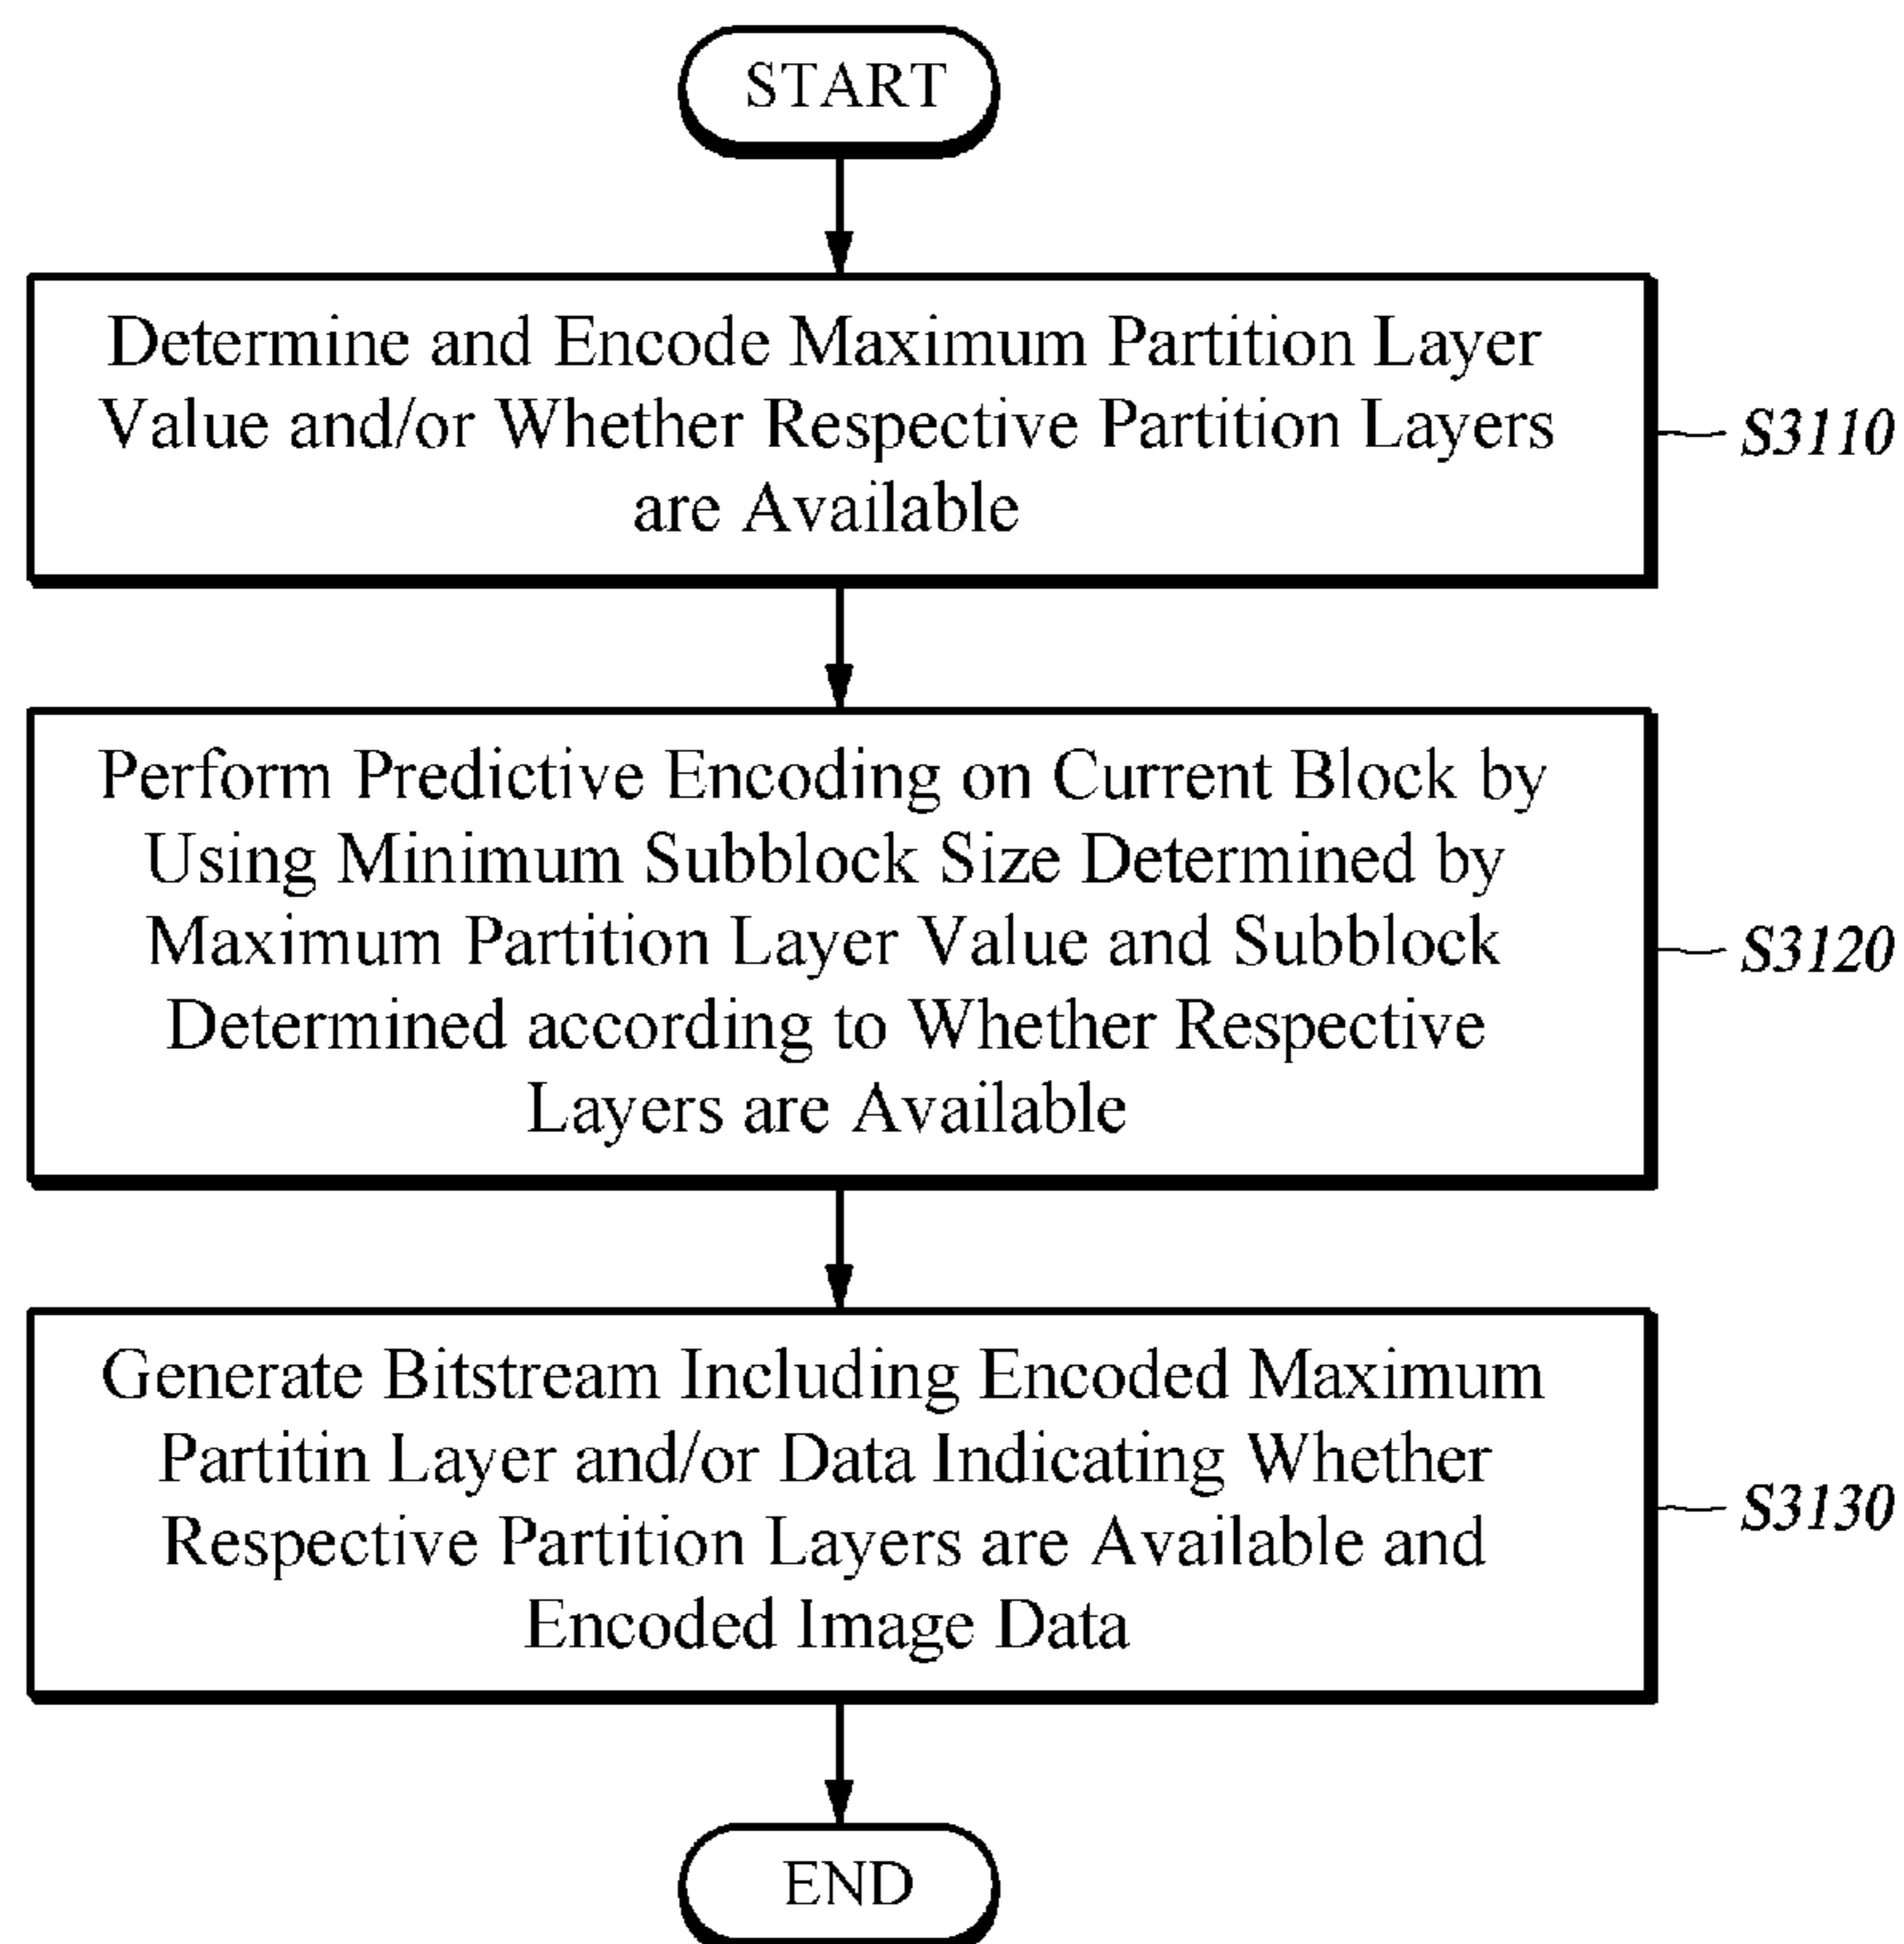 START
Determine and Encode Maximum Partition Layer
Value and/or Whether Respective Partition Layers
are Available
S3110
Perform Predictive Encoding on Current Block by
Using Minimum Subblock Size Determined by
Maximum Partition Layer Value and Subblock
Determined according to Whether Respective
Layers are Available
S3120
Generate Bitstream Including Encoded Maximum
Partitin Layer and/or Data Indicating Whether
Respective Partition Layers are Available and
Encoded Image Data
S3130
END